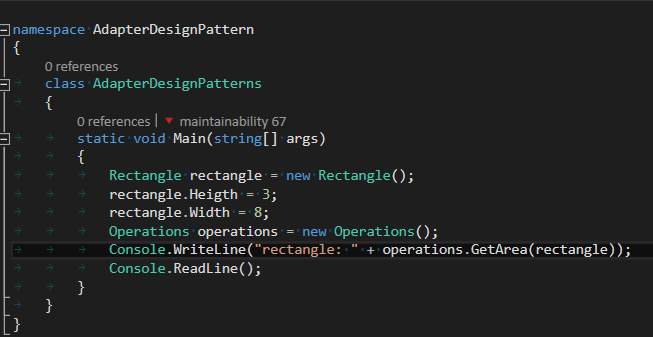 namespace AdapterDesignPattern
{
0 references
class AdapterDesignPatterns
{
0 references | maintainability 67
static void Main(string[] args)
{
Rectangle rectangle = new Rectangle();
rectangle.Heigth = 3;
rectangle.Width = 8;
Operations operations = new Operations();
Console.WriteLine("rectangle: " + operations.GetArea(rectangle));
Console.ReadLine();
}
}
}